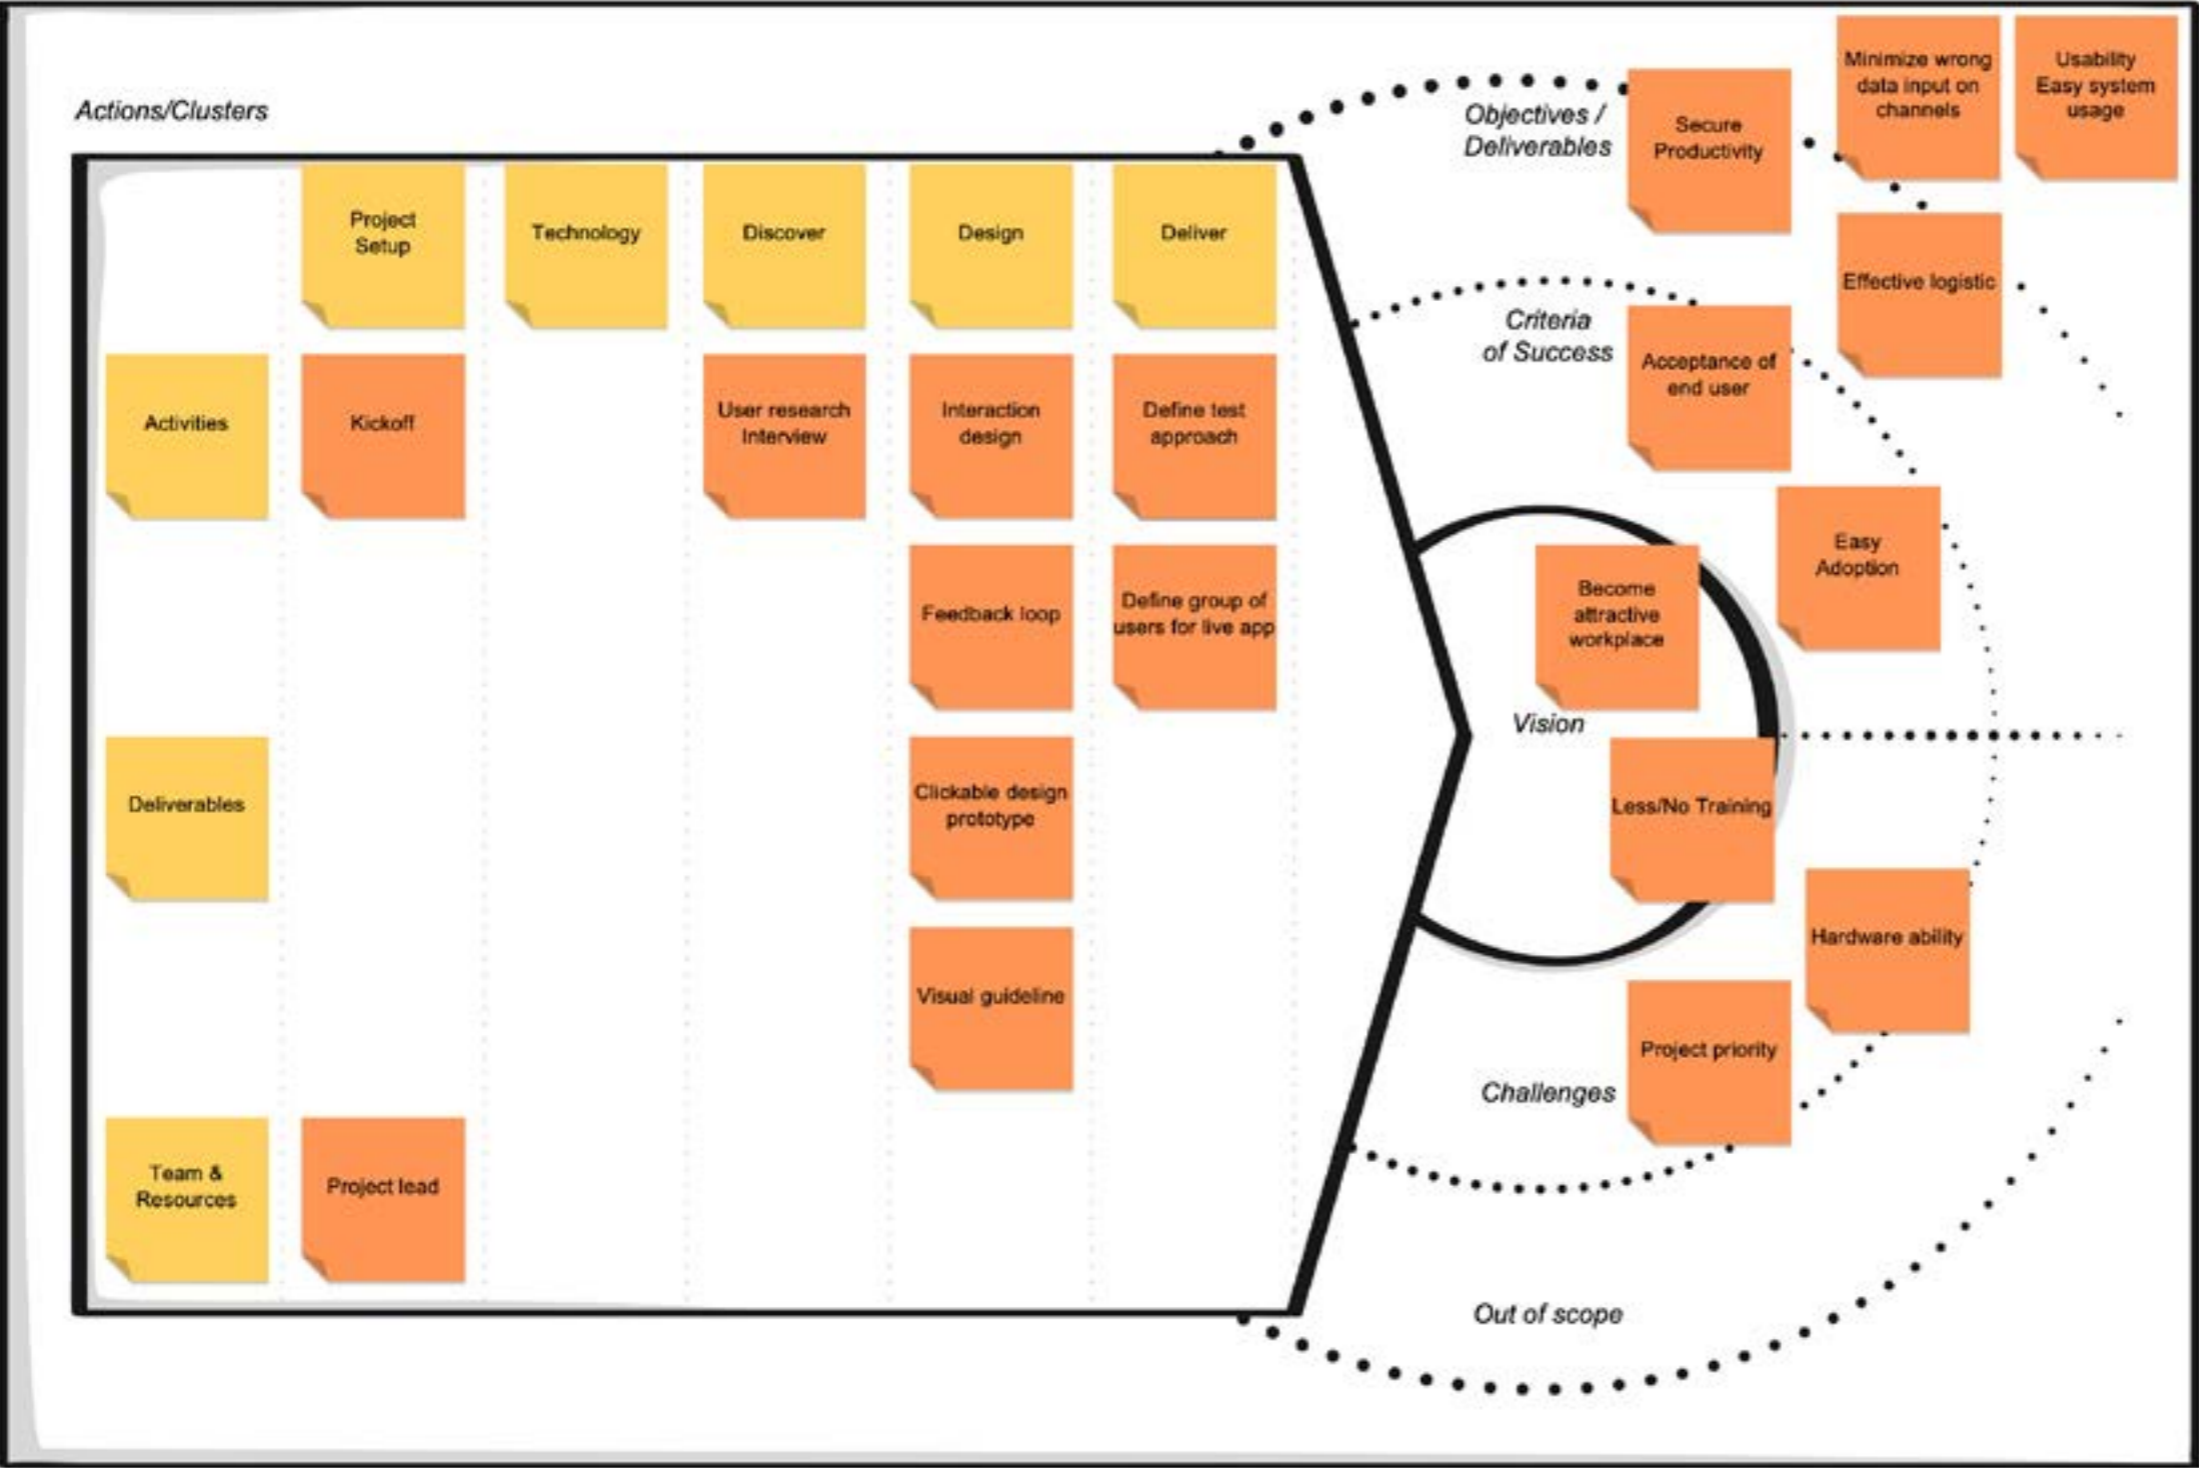 Actions/Clusters
Project
Setup
Technology
Discover
Design
Deliver
Activities
Kickoff
User research
Interview
Interaction
design
Define test
approach
Feedback loop
Define group of
users for live app
Deliverables
Clickable design
prototype
Visual guideline
Team &
Resources
Project lead
Objectives /
Deliverables
Secure
Productivity
Minimize wrong
data input on
channels
Usability
Easy system
usage
Effective logistic
Criteria
of Success
Acceptance of
end user
Easy
Adoption
Become
attractive
workplace
Vision
Less/No Training
Hardware ability
Project priority
Challenges
Out of scope